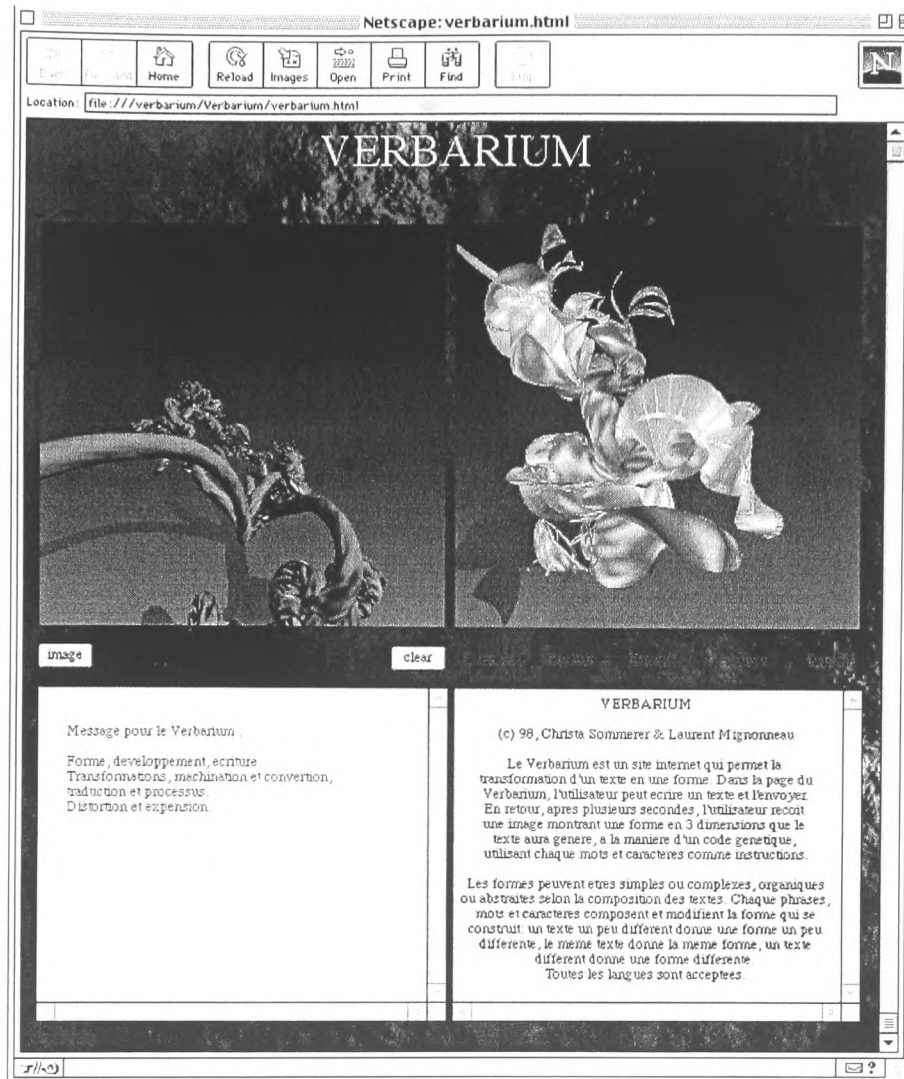 Netscape: verbarium.html
Back
Forward
Home
Reload
Images
Open
Print
Find
Stop
N
Location: file:///verbarium/Verbarium/verbarium.html
VERBARIUM
image
clear
Message pour le Verbarium .
Forme, developpement, ecriture.
Transformations, machination et convertion,
traduction et processus.
Distortion et expension.
VERBARIUM
(c) 98, Christa Sommerer & Laurent Mignonneau
Le Verbarium est un site internet qui permet la
transformation d'un texte en une forme. Dans la page du
Verbarium, l'utilisateur peut ecrire un texte et l'envoyer.
En retour, apres plusieurs secondes, l'utilisateur recoit
une image montrant une forme en 3 dimensions que le
texte aura genere, a la maniere d'un code genetique,
utilisant chaque mots et caracteres comme instructions.
Les formes peuvent etres simples ou complexes, organiques
ou abstraites selon la composition des textes. Chaque phrases,
mots et caracteres composent et modifient la forme qui se
construit: un texte un peu different donne une forme un peu
differente, le meme texte donne la meme forme, un texte
different donne une forme differente.
Toutes les langues sont acceptees.
?